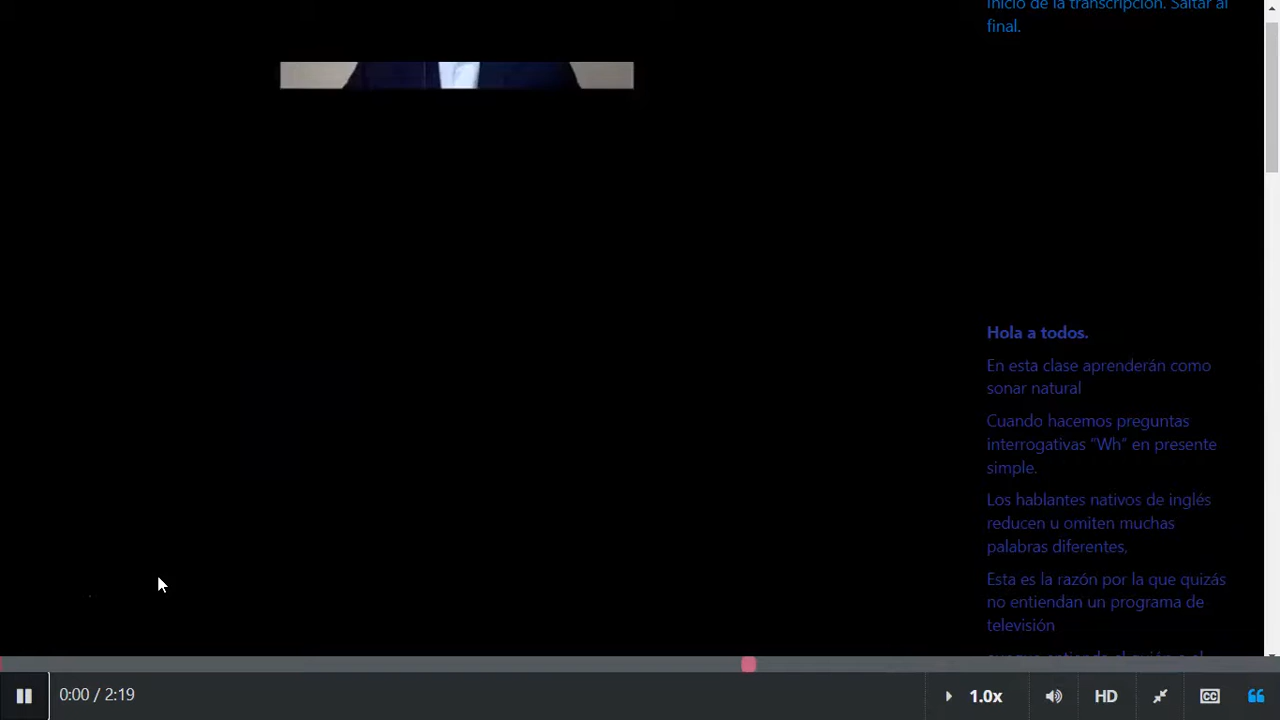 Inicio de la transcripción. Saltar al
final.
Hola a todos.
En esta clase aprenderán como
sonar natural
Cuando hacemos preguntas
interrogativas "Wh" en presente
simple.
Los hablantes nativos de inglés
reducen u omiten muchas
palabras diferentes,
Esta es la razón por la que quizás
no entiendan un programa de
televisión
0:00 / 2:19
1.0x
HD
CC